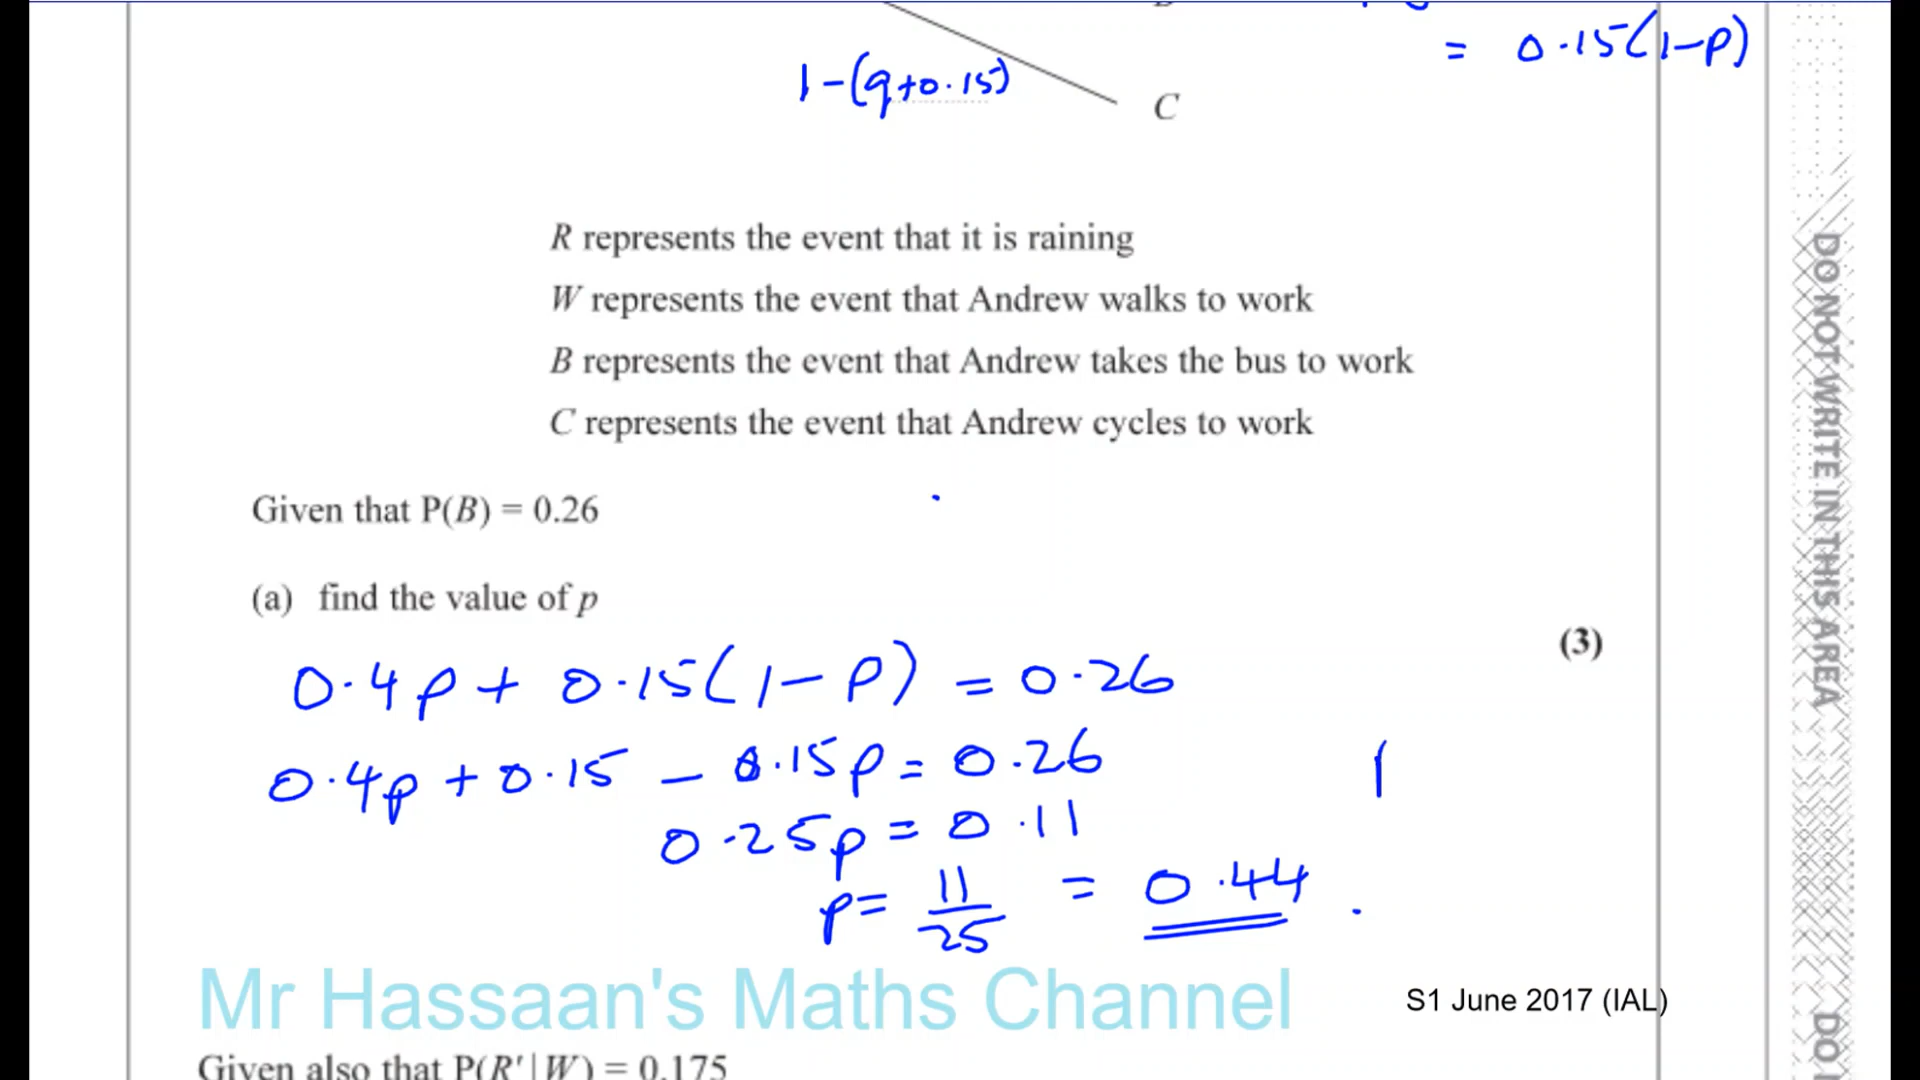 = 0.15(1-p)
1-(q+0.15)
C
R represents the event that it is raining
W represents the event that Andrew walks to work
B represents the event that Andrew takes the bus to work
C represents the event that Andrew cycles to work
Given that P(B) = 0.26
(a) find the value of p
(3)
0.4p + 0.15(1-p) = 0.26
0.4p + 0.15 - 0.15p = 0.26
0.25p = 0.11
p = 11/25 = 0.44
Mr Hassaan's Maths Channel
S1 June 2017 (IAL)
Given also that P(R'|W) = 0.175
DO NOT WRITE IN THIS AREA